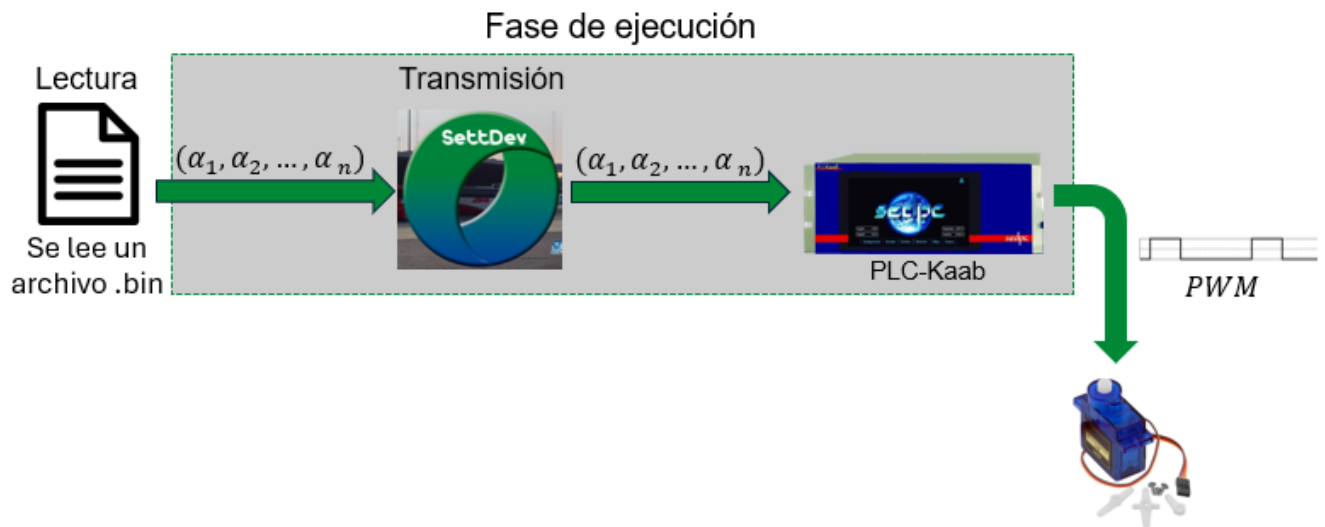 Fase de ejecución
Lectura
Transmisión
SettDev
(α₁, α₂, …, αₙ)
(α₁, α₂, …, αₙ)
setpc
Se lee un
archivo .bin
PLC-Kaab
PWM